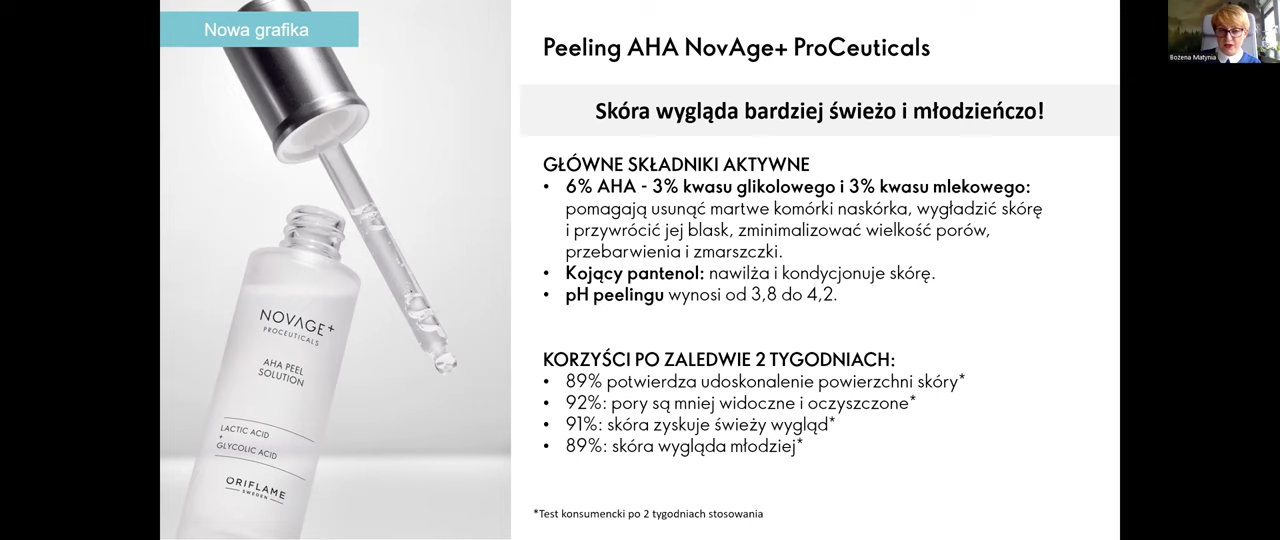 Nowa grafika
Peeling AHA NovAge+ ProCeuticals
Skóra wygląda bardziej świeżo i młodzieńczo!
GŁÓWNE SKŁADNIKI AKTYWNE
• 6% AHA - 3% kwasu glikolowego i 3% kwasu mlekowego:
pomagają usunąć martwe komórki naskórka, wygładzić skórę
i przywrócić jej blask, zminimalizować wielkość porów,
przebarwienia i zmarszczki.
• Kojący pantenol: nawilża i kondycjonuje skórę.
• pH peelingu wynosi od 3,8 do 4,2.
KORZYŚCI PO ZALEDWIE 2 TYGODNIACH:
• 89% potwierdza udoskonalenie powierzchni skóry*
• 92%: pory są mniej widoczne i oczyszczone*
• 91%: skóra zyskuje świeży wygląd*
• 89%: skóra wygląda młodziej*
*Test konsumencki po 2 tygodniach stosowania
NOVAGE+
PROCEUTICALS
AHA PEEL
SOLUTION
LACTIC ACID
+
GLYCOLIC ACID
ORIFLAME
SWEDEN
Bożena Matynia